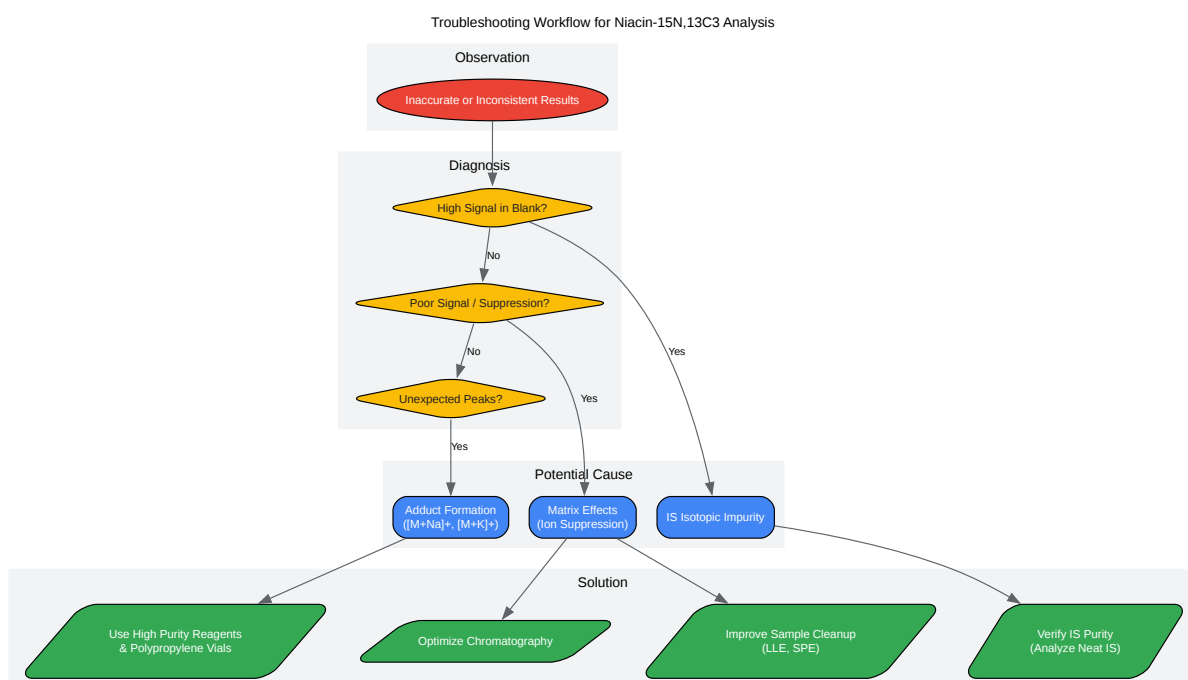 Troubleshooting Workflow for Niacin-15N,13C3 Analysis
Observation
Inaccurate or Inconsistent Results
Diagnosis
High Signal in Blank?
No
Poor Signal / Suppression?
No
Yes
Unexpected Peaks?
Yes
Yes
Potential Cause
Adduct Formation
([M+Na]+, [M+K]+)
Matrix Effects
(Ion Suppression)
IS Isotopic Impurity
Solution
Use High Purity Reagents
& Polypropylene Vials
Optimize Chromatography
Improve Sample Cleanup
(LLE, SPE)
Verify IS Purity
(Analyze Neat IS)